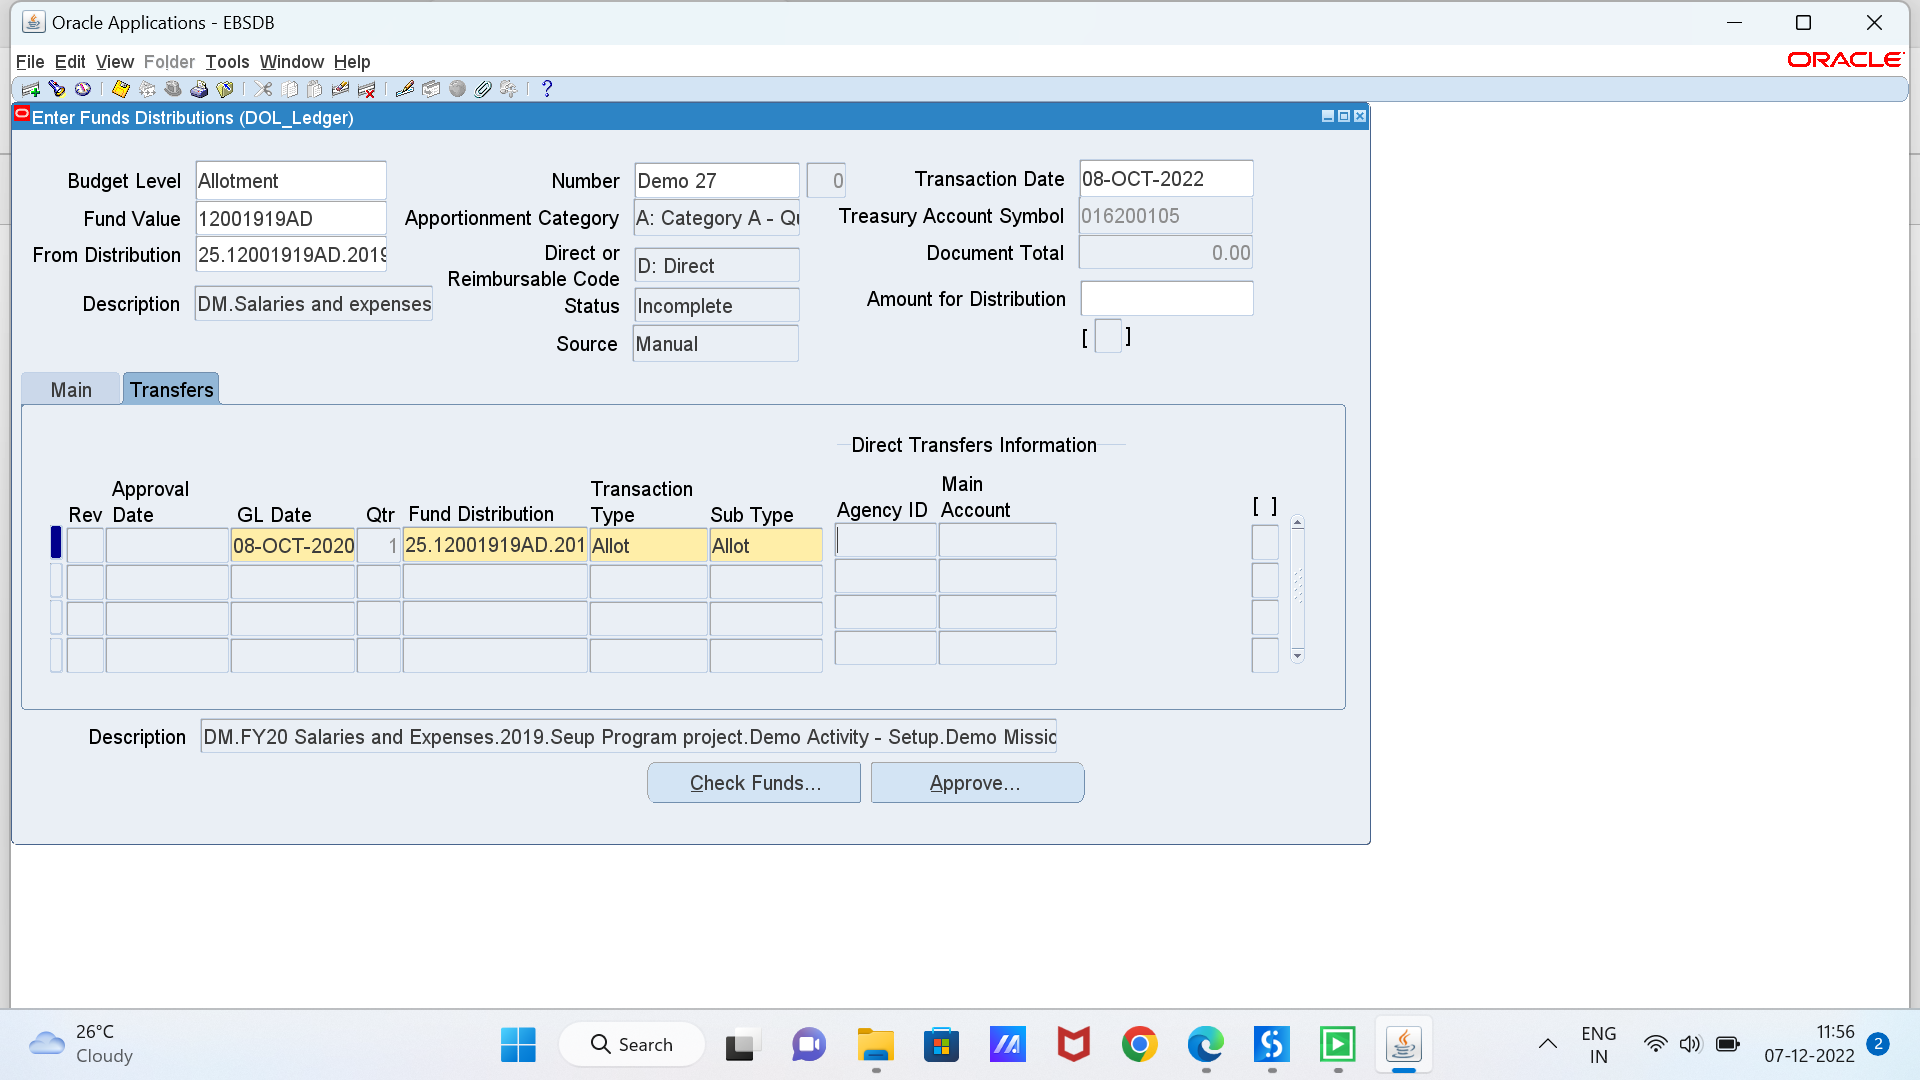 Oracle Applications - EBSDB
File Edit View Folder Tools Window Help
ORACLE
Enter Funds Distributions (DOL_Ledger)
Budget Level Allotment
Number Demo 27 0
Transaction Date 08-OCT-2022
Fund Value 12001919AD
Apportionment Category A: Category A - Qu
Treasury Account Symbol 016200105
From Distribution 25.12001919AD.2019
Direct or
Reimbursable Code D: Direct
Document Total 0.00
Description DM.Salaries and expenses
Status Incomplete
Amount for Distribution
Source Manual
[ ]
Main Transfers
Direct Transfers Information
Rev
Approval
Date
GL Date
Qtr
Fund Distribution
Transaction
Type
Sub Type
Agency ID
Main
Account
[ ]
08-OCT-2020 1 25.12001919AD.201 Allot Allot
Description DM.FY20 Salaries and Expenses.2019.Seup Program project.Demo Activity - Setup.Demo Missio
Check Funds...
Approve...
26°C
Cloudy
Search
ENG
IN
11:56
07-12-2022
2